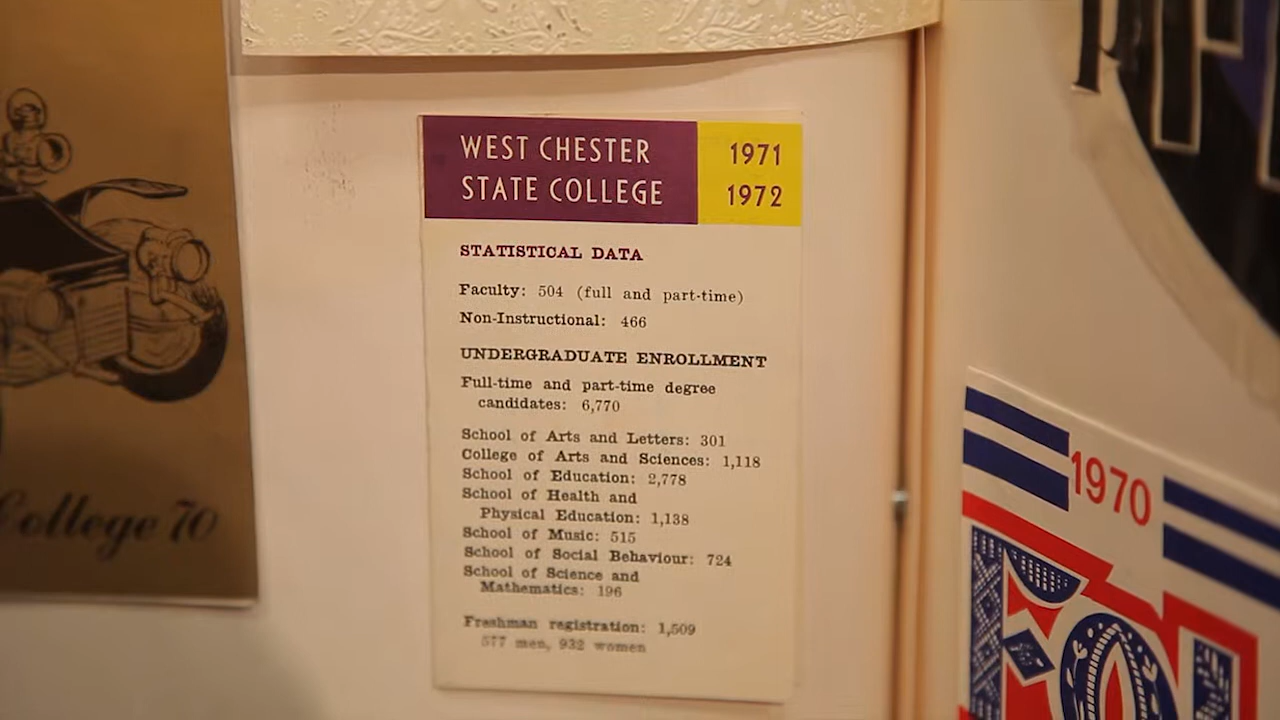 WEST CHESTER
STATE COLLEGE
1971
1972
STATISTICAL DATA
Faculty: 504 (full and part-time)
Non-Instructional: 466
UNDERGRADUATE ENROLLMENT
Full-time and part-time degree
candidates: 6,770
School of Arts and Letters: 301
College of Arts and Sciences: 1,118
School of Education: 2,778
School of Health and
Physical Education: 1,138
School of Music: 515
School of Social Behaviour: 724
School of Science and
Mathematics: 196
Freshman registration: 1,509
577 men, 932 women
College 70
1970